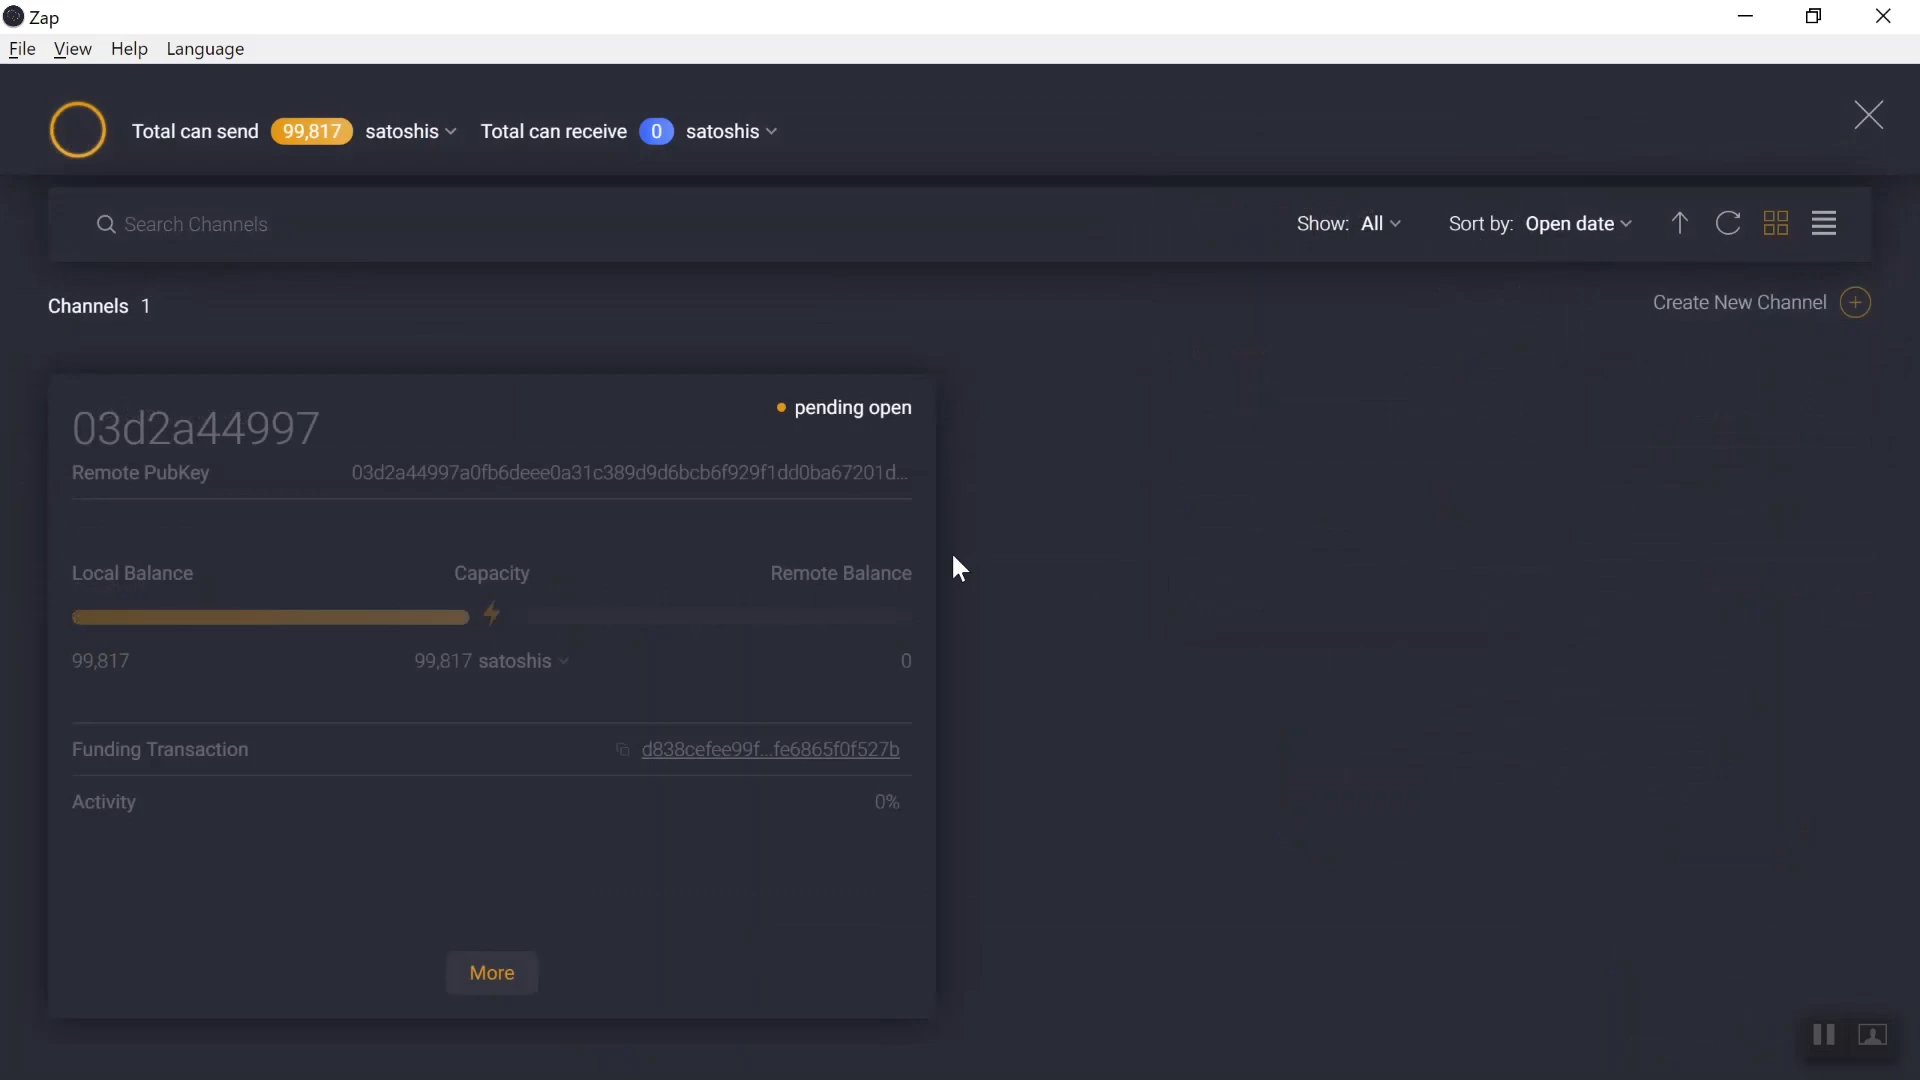 Zap
File View Help Language
Total can send 99,817 satoshis Total can receive 0 satoshis
Search Channels Show: All Sort by: Open date
Channels 1 Create New Channel
pending open
03d2a44997
Remote PubKey 03d2a44997a0fb6deee0a31c389d9d6bcb6f929f1dd0ba67201d...
Local Balance Capacity Remote Balance
99,817 99,817 satoshis 0
Funding Transaction d838cefee99f...fe6865f0f527b
Activity 0%
More